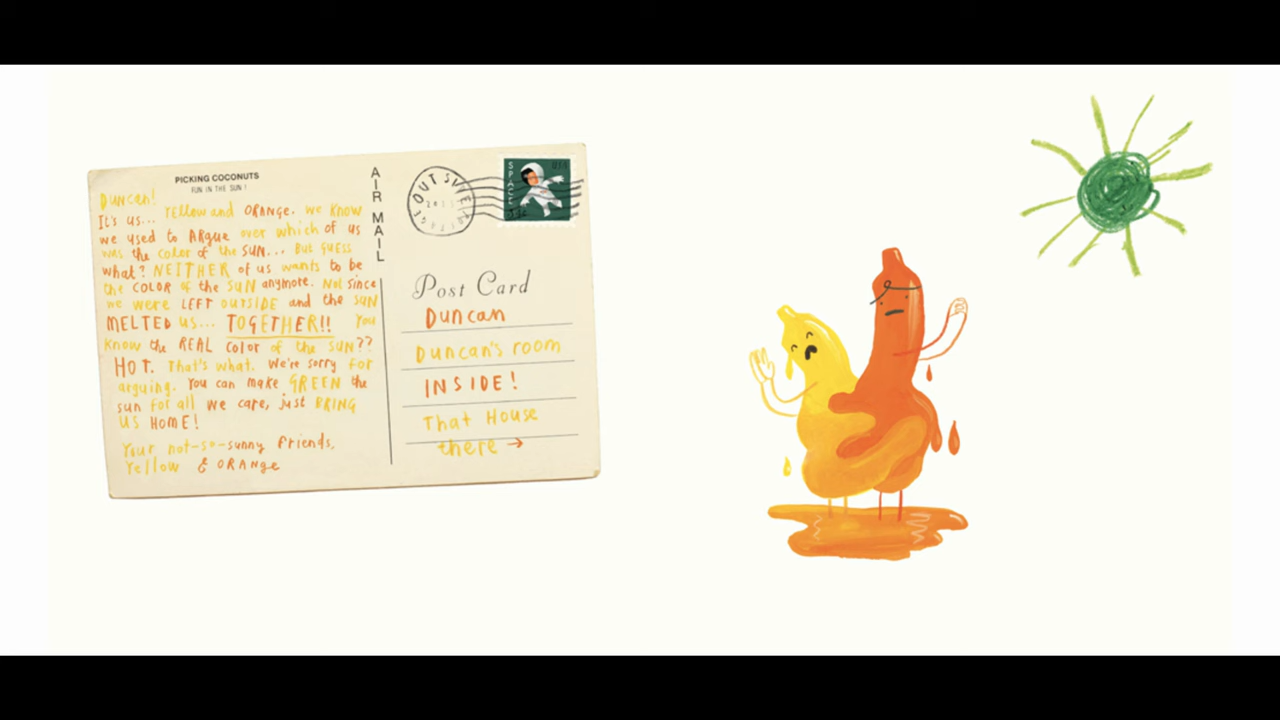 PICKING COCONUTS
FUN IN THE SUN!
DUNCAN!
It's us... Yellow and ORANGE. we know
we used to ARgue over which of us
was the color of the SUN... But GUESS
what? NEITHER of us wants to be
the COLOR of the SUN anymore. Not since
we were LEFT OUTSIDE and the SUN
MELTED us... TOGETHER!! You
know the REAL color of the SUN??
HOT. That's what. We're sorry for
arguing. You can make GREEN the
sun for all we care, just BRING
US HOME!
Your not-so-sunny friends,
Yellow & ORANge
AIR MAIL
SPACE
Post Card
Duncan
Duncan's room
INSIDE!
That House
there →